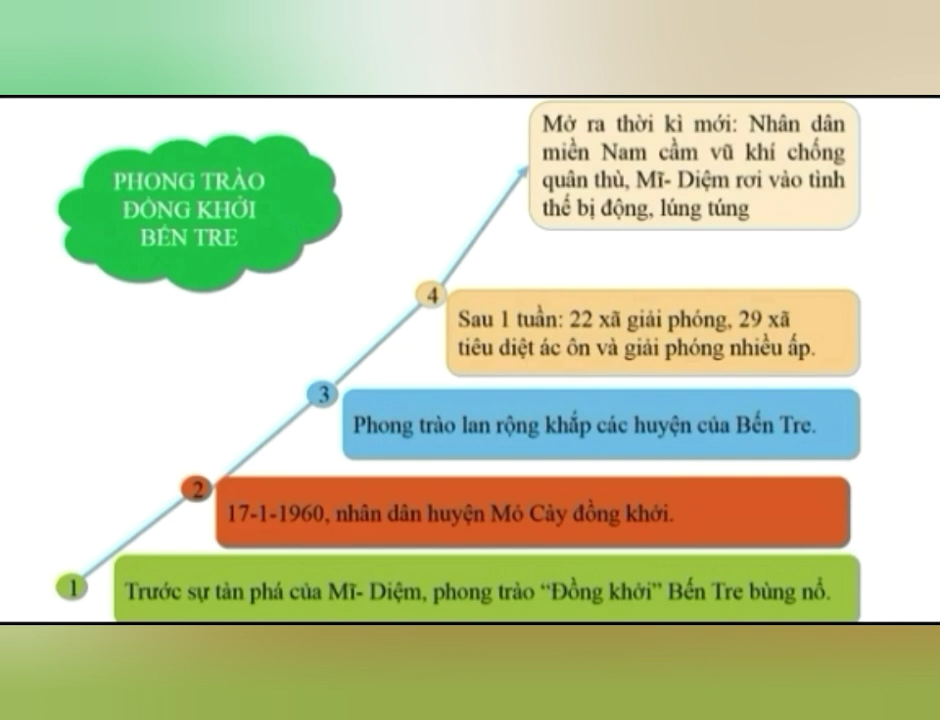 PHONG TRÀO
ĐỒNG KHỞI
BẾN TRE
Mở ra thời kì mới: Nhân dân
miền Nam cầm vũ khí chống
quân thù, Mĩ- Diệm rơi vào tình
thế bị động, lúng túng
4
Sau 1 tuần: 22 xã giải phóng, 29 xã
tiêu diệt ác ôn và giải phóng nhiều ấp.
3
Phong trào lan rộng khắp các huyện của Bến Tre.
2
17-1-1960, nhân dân huyện Mỏ Cày đồng khởi.
1
Trước sự tàn phá của Mĩ- Diệm, phong trào “Đồng khởi” Bến Tre bùng nổ.